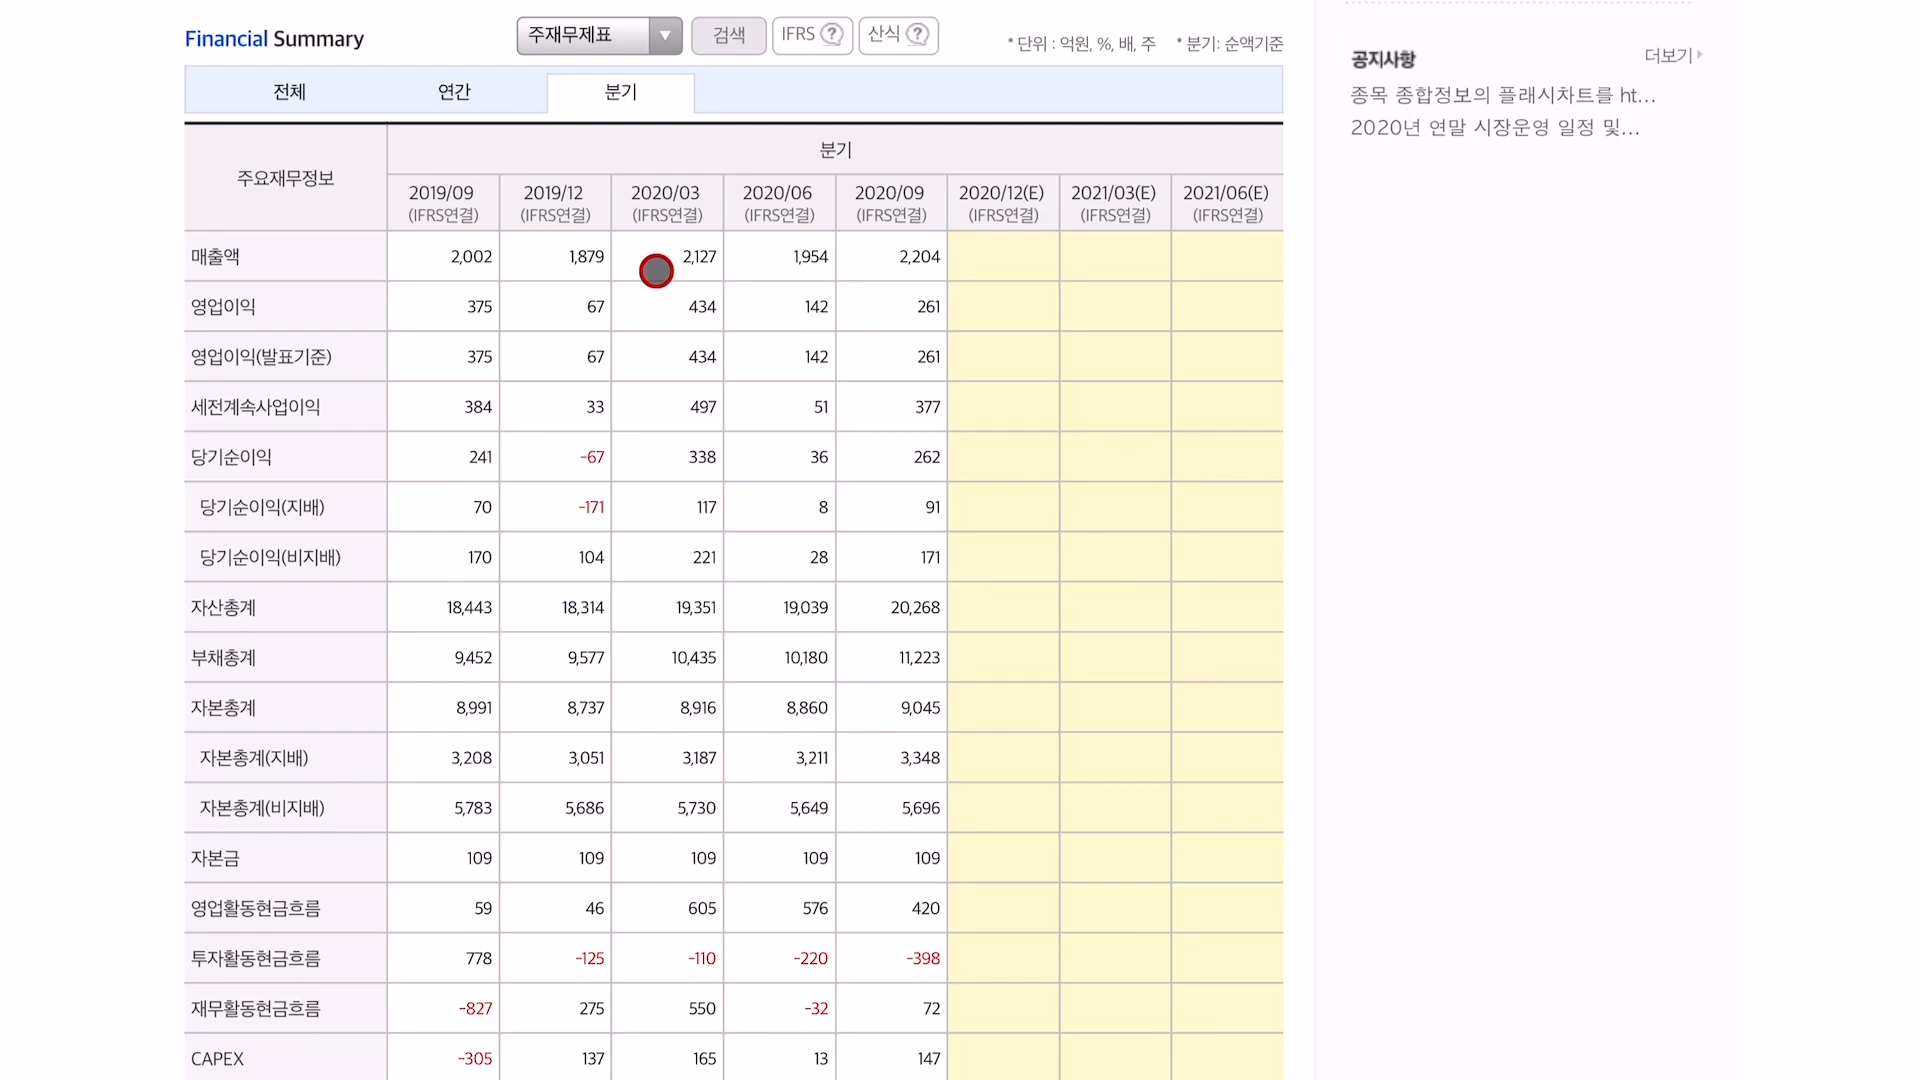 Financial Summary
주재무제표
검색
IFRS ?
산식 ?
* 단위 : 억원, %, 배, 주 * 분기: 순액기준
전체 연간 분기
주요재무정보 분기
2019/09 2019/12 2020/03 2020/06 2020/09 2020/12(E) 2021/03(E) 2021/06(E)
(IFRS연결) (IFRS연결) (IFRS연결) (IFRS연결) (IFRS연결) (IFRS연결) (IFRS연결) (IFRS연결)
매출액 2,002 1,879 2,127 1,954 2,204
영업이익 375 67 434 142 261
영업이익(발표기준) 375 67 434 142 261
세전계속사업이익 384 33 497 51 377
당기순이익 241 -67 338 36 262
당기순이익(지배) 70 -171 117 8 91
당기순이익(비지배) 170 104 221 28 171
자산총계 18,443 18,314 19,351 19,039 20,268
부채총계 9,452 9,577 10,435 10,180 11,223
자본총계 8,991 8,737 8,916 8,860 9,045
자본총계(지배) 3,208 3,051 3,187 3,211 3,348
자본총계(비지배) 5,783 5,686 5,730 5,649 5,696
자본금 109 109 109 109 109
영업활동현금흐름 59 46 605 576 420
투자활동현금흐름 778 -125 -110 -220 -398
재무활동현금흐름 -827 275 550 -32 72
CAPEX -305 137 165 13 147
공지사항 더보기
종목 종합정보의 플래시차트를 ht...
2020년 연말 시장운영 일정 및...